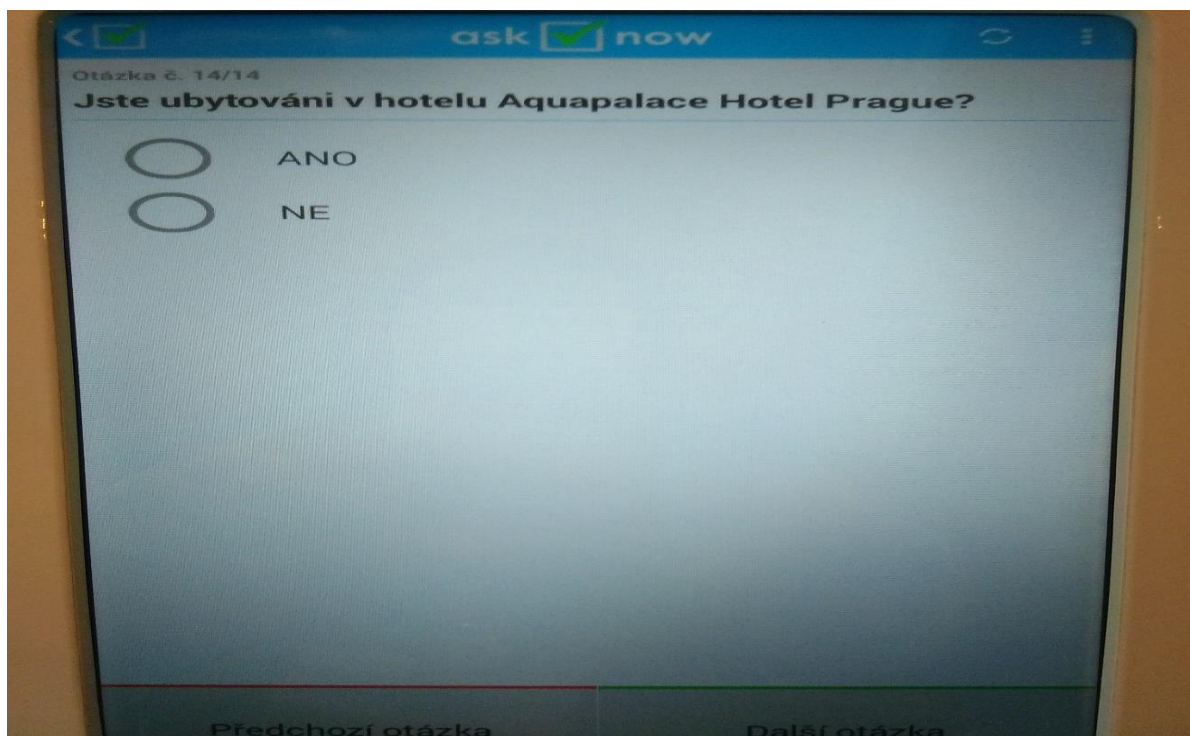 ask now
Otázka č. 14/14
Jste ubytováni v hotelu Aquapalace Hotel Prague?
ANO
NE
Předchozí otázka Další otázka